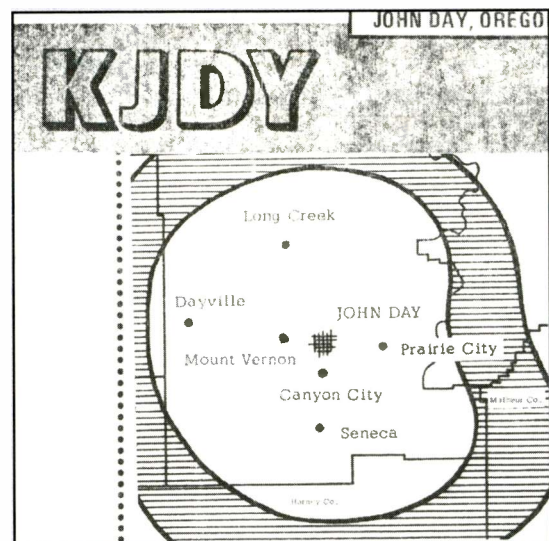 JOHN DAY, OREGO
KJDY
Long Creek
Dayville
JOHN DAY
Mount Vernon
Prairie City
Canyon City
Malheur Co.
Seneca
Harney Co.